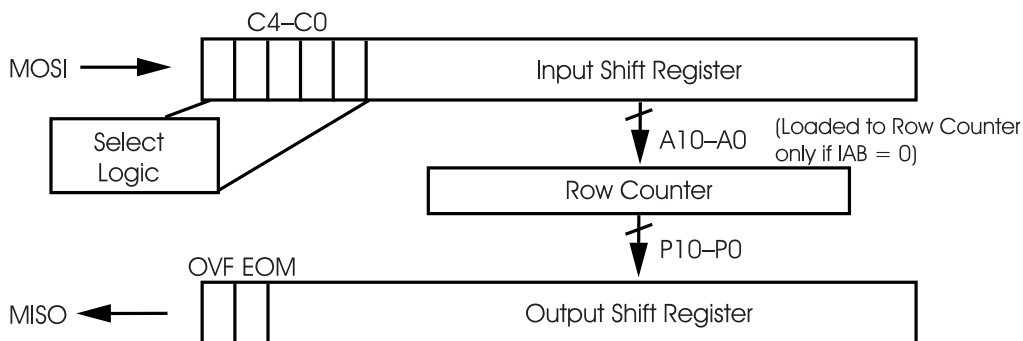 C4–C0
MOSI
Input Shift Register
Select
Logic
A10–A0
(Loaded to Row Counter
only if IAB = 0)
Row Counter
P10–P0
OVF EOM
MISO
Output Shift Register